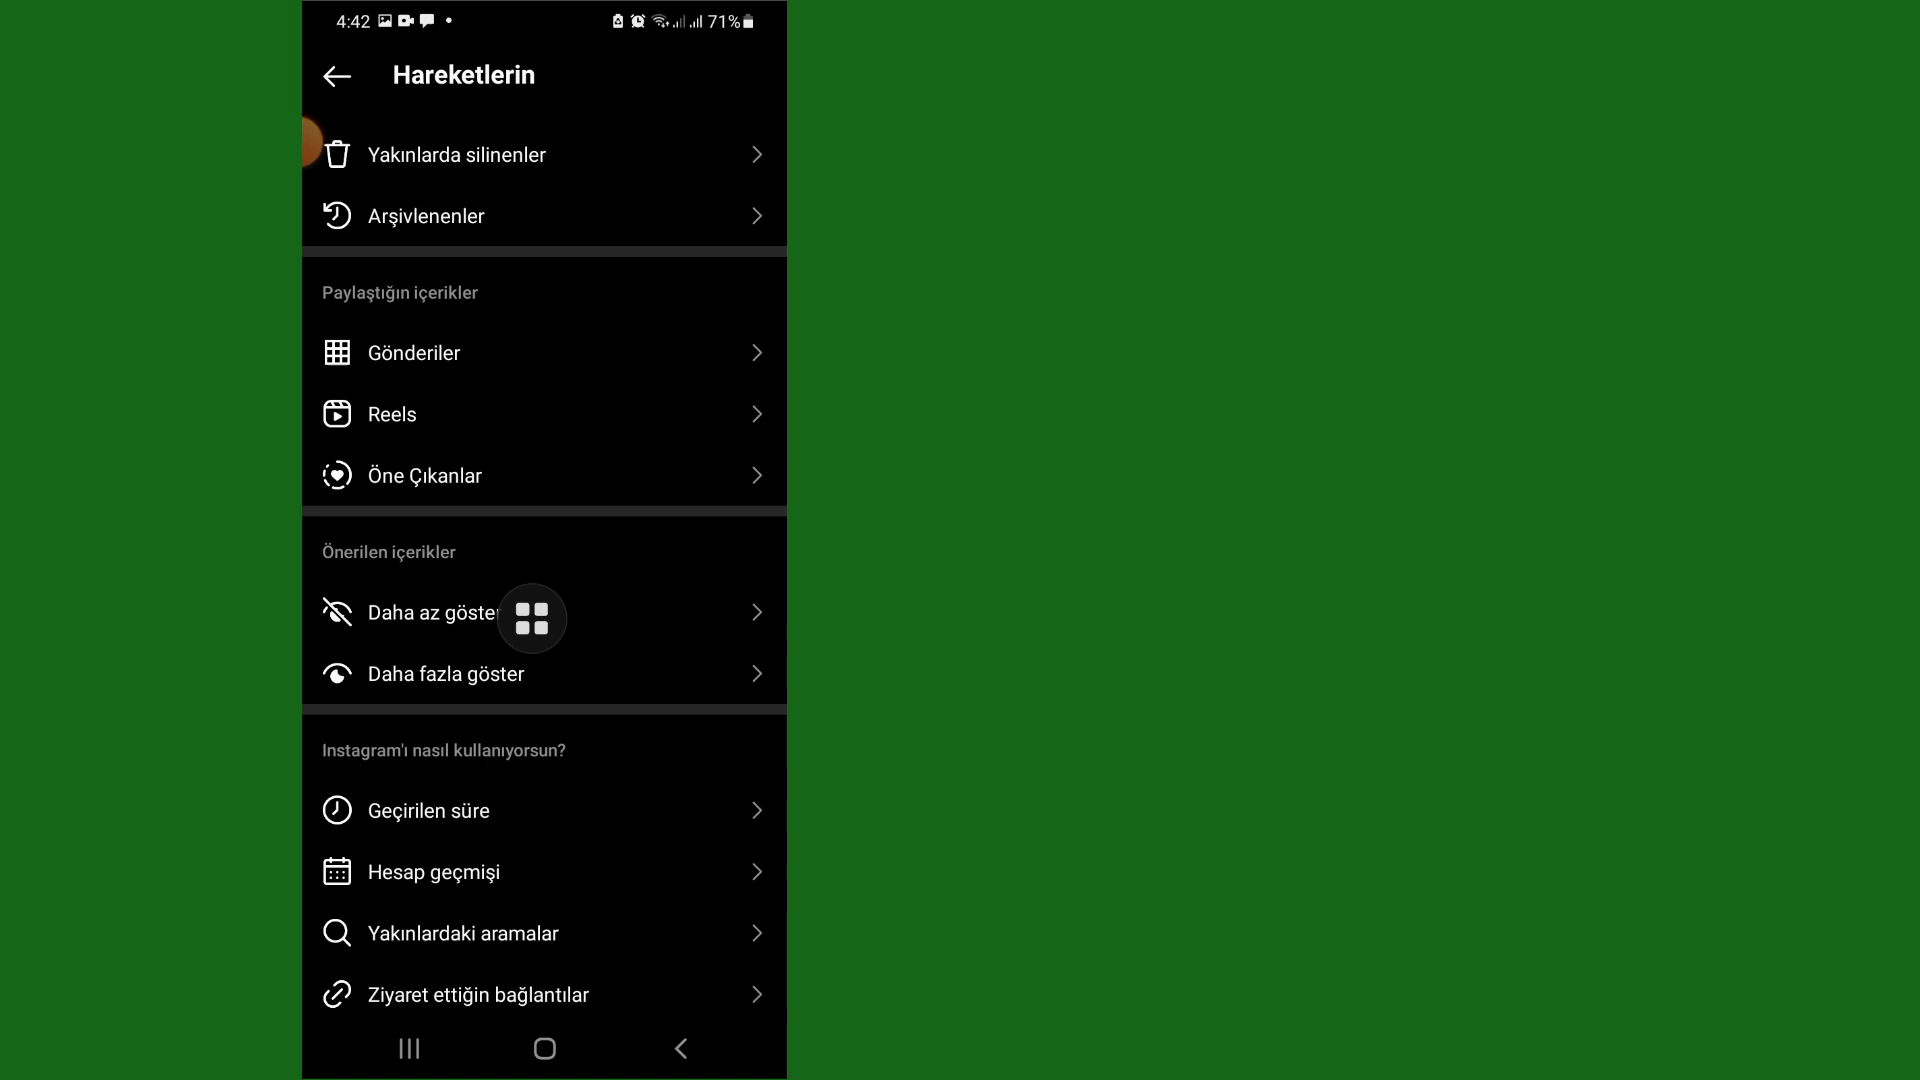 4:42
71%
Hareketlerin
Yakınlarda silinenler
Arşivlenenler
Paylaştığın içerikler
Gönderiler
Reels
Öne Çıkanlar
Önerilen içerikler
Daha az göster
Daha fazla göster
Instagram'ı nasıl kullanıyorsun?
Geçirilen süre
Hesap geçmişi
Yakınlardaki aramalar
Ziyaret ettiğin bağlantılar